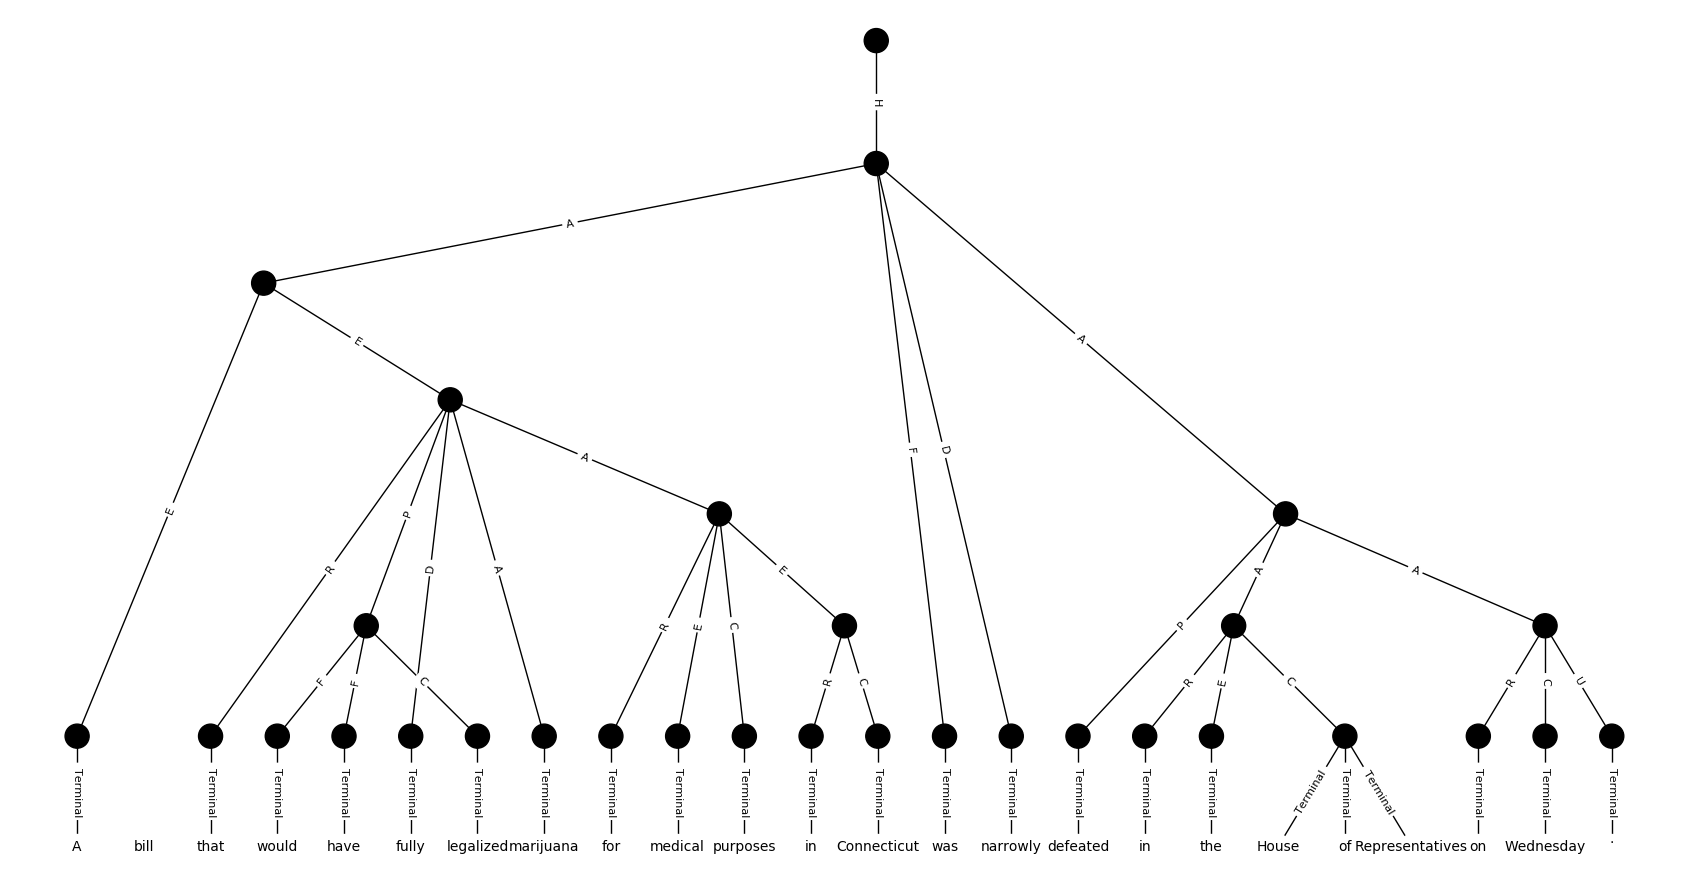 H
A
A
E
F
D
E
A
R
P
D
A
P
A
A
F
F
C
R
E
C
E
R
C
R
E
C
R
C
U
Terminal Terminal Terminal Terminal Terminal Terminal Terminal Terminal Terminal Terminal Terminal Terminal Terminal Terminal Terminal Terminal Terminal Terminal Terminal Terminal Terminal Terminal Terminal
A bill that would have fully legalized marijuana for medical purposes in Connecticut was narrowly defeated in the House of Representatives on Wednesday .